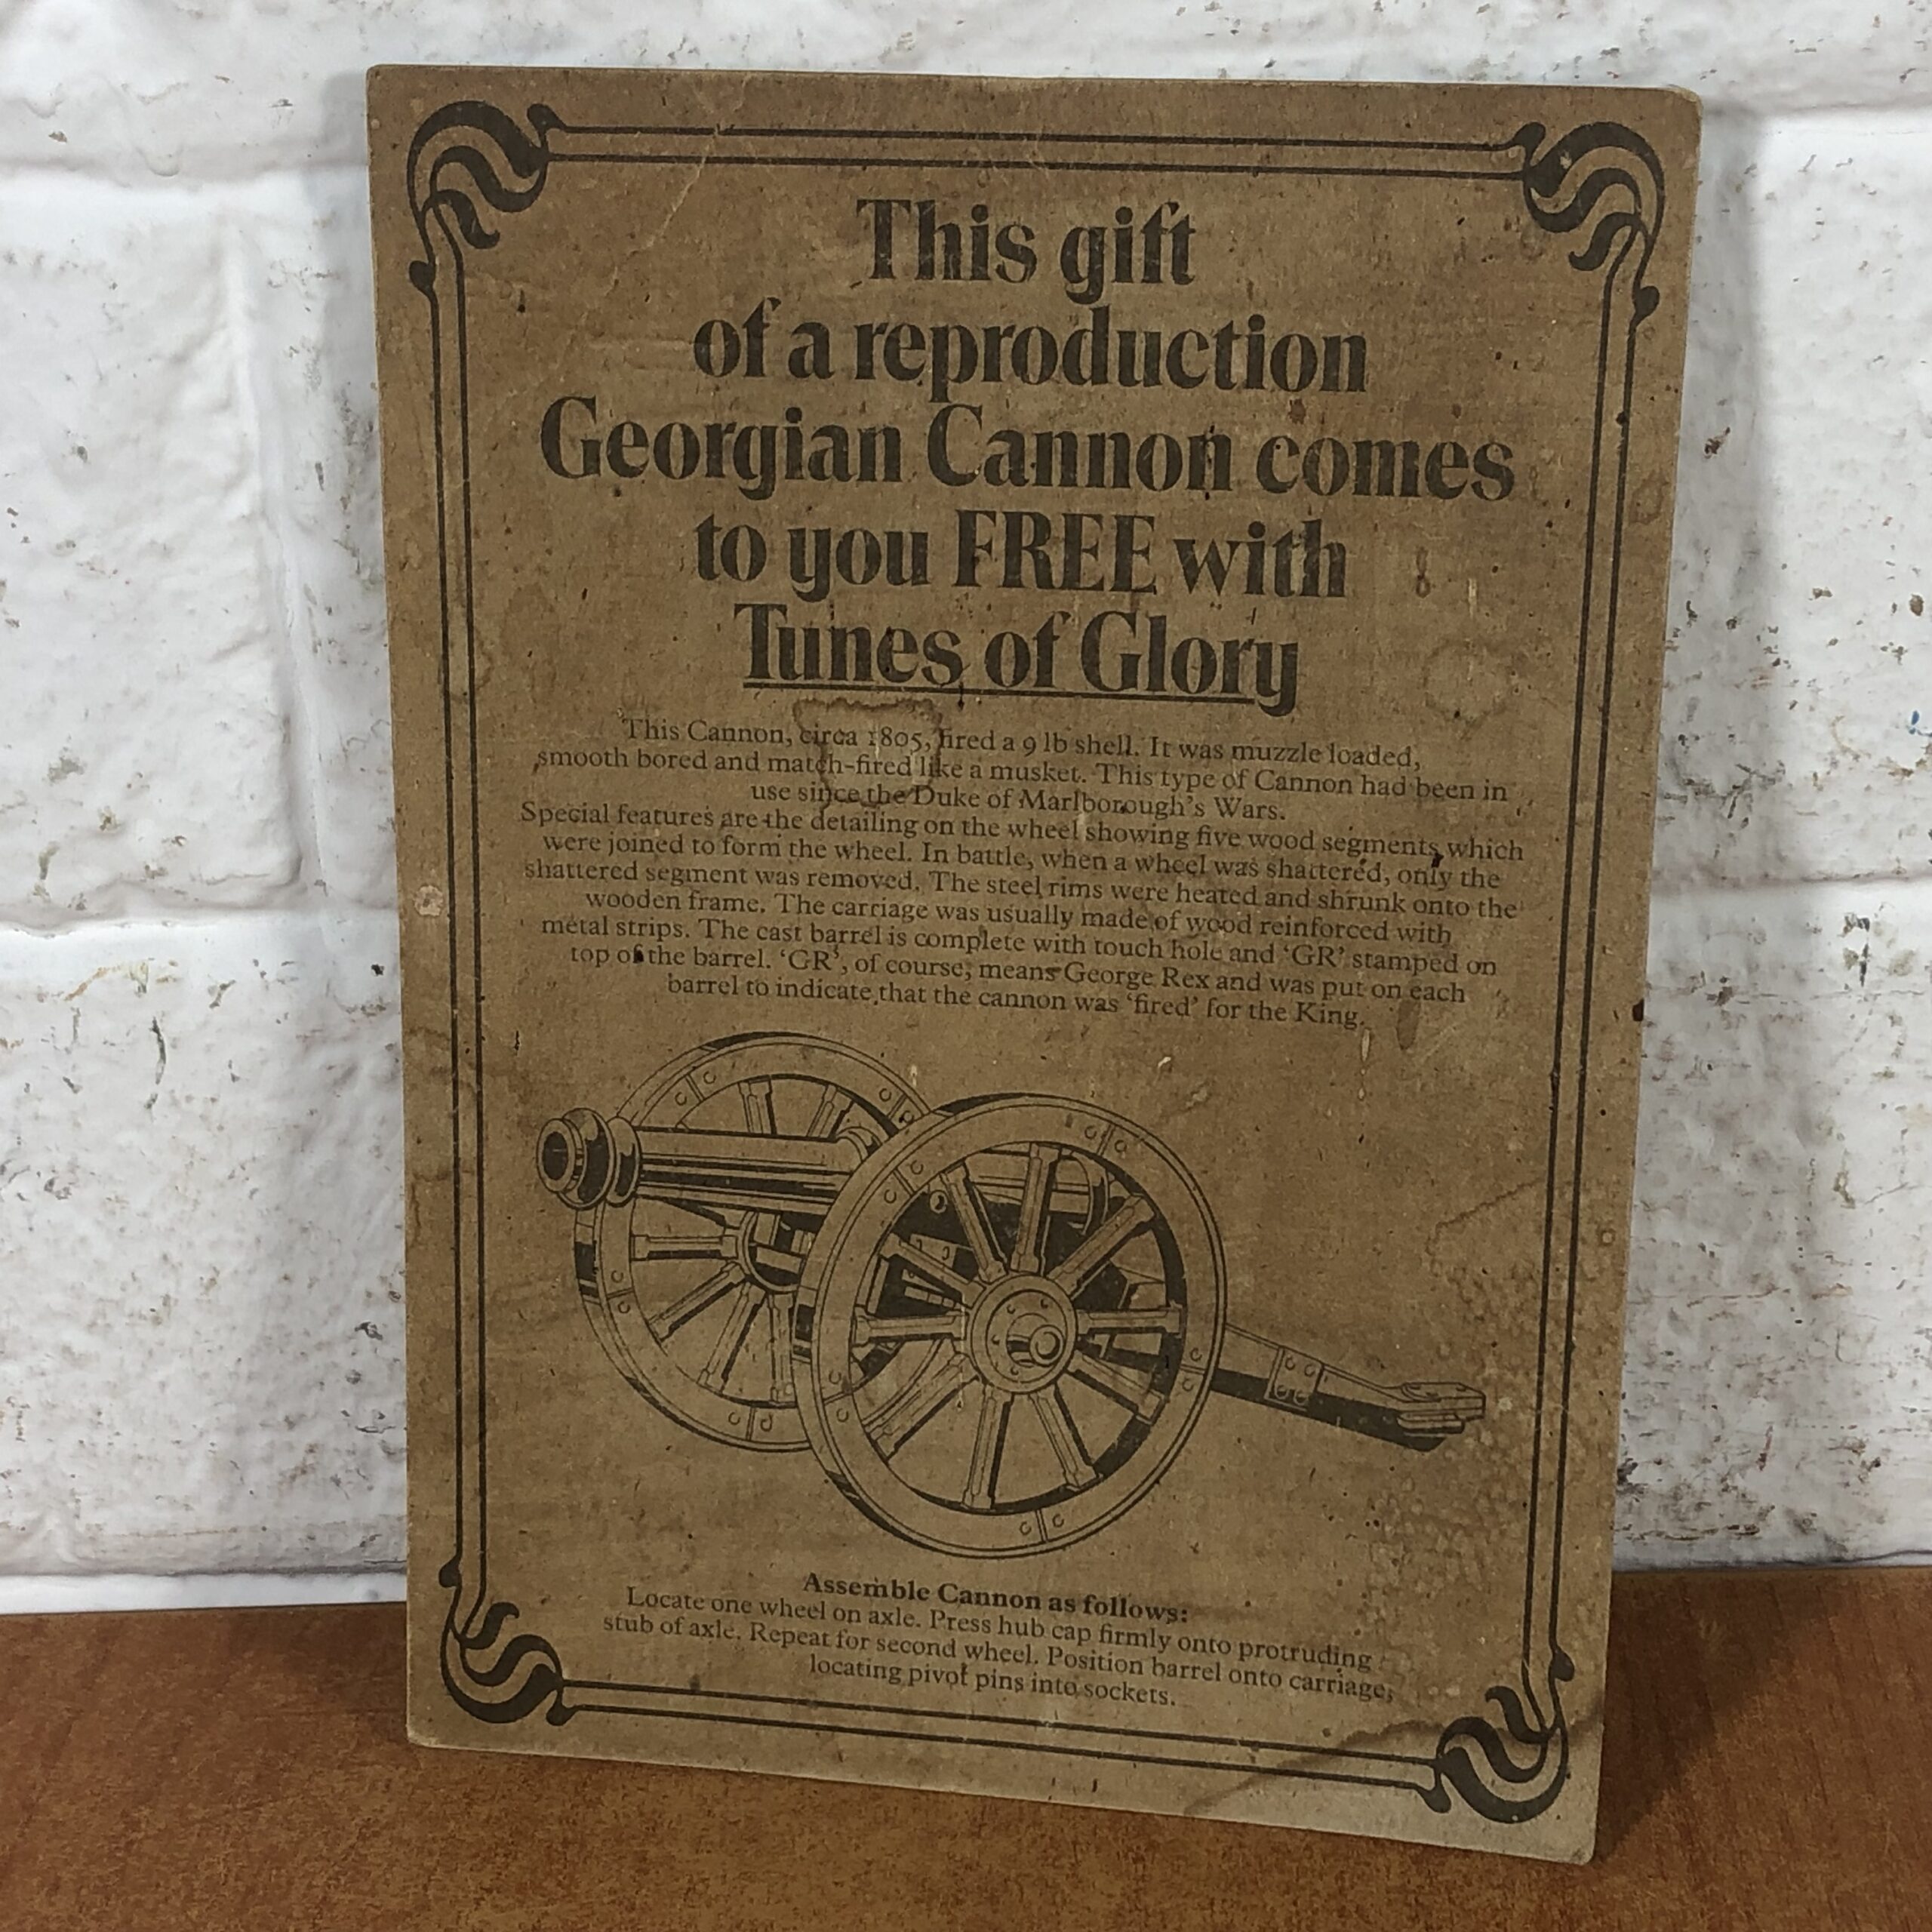 This gift
of a reproduction
Georgian Cannon comes
to you FREE with
Tunes of Glory
This Cannon, circa 1805, fired a 9 lb shell. It was muzzle loaded,
smooth bored and match-fired like a musket. This type of Cannon had been in
use since the Duke of Marlborough's Wars.
Special features are the detailing on the wheel showing five wood segments which
were joined to form the wheel. In battle, when a wheel was shattered, only the
shattered segment was removed. The steel rims were heated and shrunk onto the
wooden frame. The carriage was usually made of wood reinforced with
metal strips. The cast barrel is complete with touch hole and 'GR' stamped on
top of the barrel. 'GR', of course, means George Rex and was put on each
barrel to indicate that the cannon was 'fired' for the King.
Assemble Cannon as follows:
Locate one wheel on axle. Press hub cap firmly onto protruding
stub of axle. Repeat for second wheel. Position barrel onto carriage,
locating pivot pins into sockets.